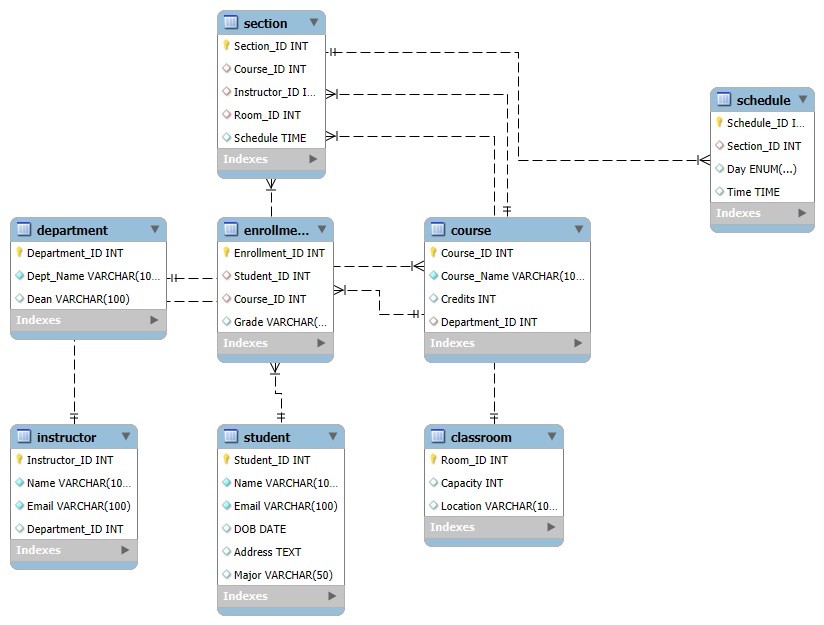 section
Section_ID INT
Course_ID INT
Instructor_ID I...
Room_ID INT
Schedule TIME
Indexes
schedule
Schedule_ID I...
Section_ID INT
Day ENUM(...)
Time TIME
Indexes
department
Department_ID INT
Dept_Name VARCHAR(10...
Dean VARCHAR(100)
Indexes
enrollme...
Enrollment_ID INT
Student_ID INT
Course_ID INT
Grade VARCHAR(...
Indexes
course
Course_ID INT
Course_Name VARCHAR(10...
Credits INT
Department_ID INT
Indexes
instructor
Instructor_ID INT
Name VARCHAR(10...
Email VARCHAR(100)
Department_ID INT
Indexes
student
Student_ID INT
Name VARCHAR(10...
Email VARCHAR(100)
DOB DATE
Address TEXT
Major VARCHAR(50)
Indexes
classroom
Room_ID INT
Capacity INT
Location VARCHAR(10...
Indexes